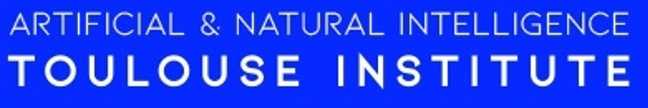 ARTIFICIAL & NATURAL INTELLIGENCE
TOULOUSE INSTITUTE